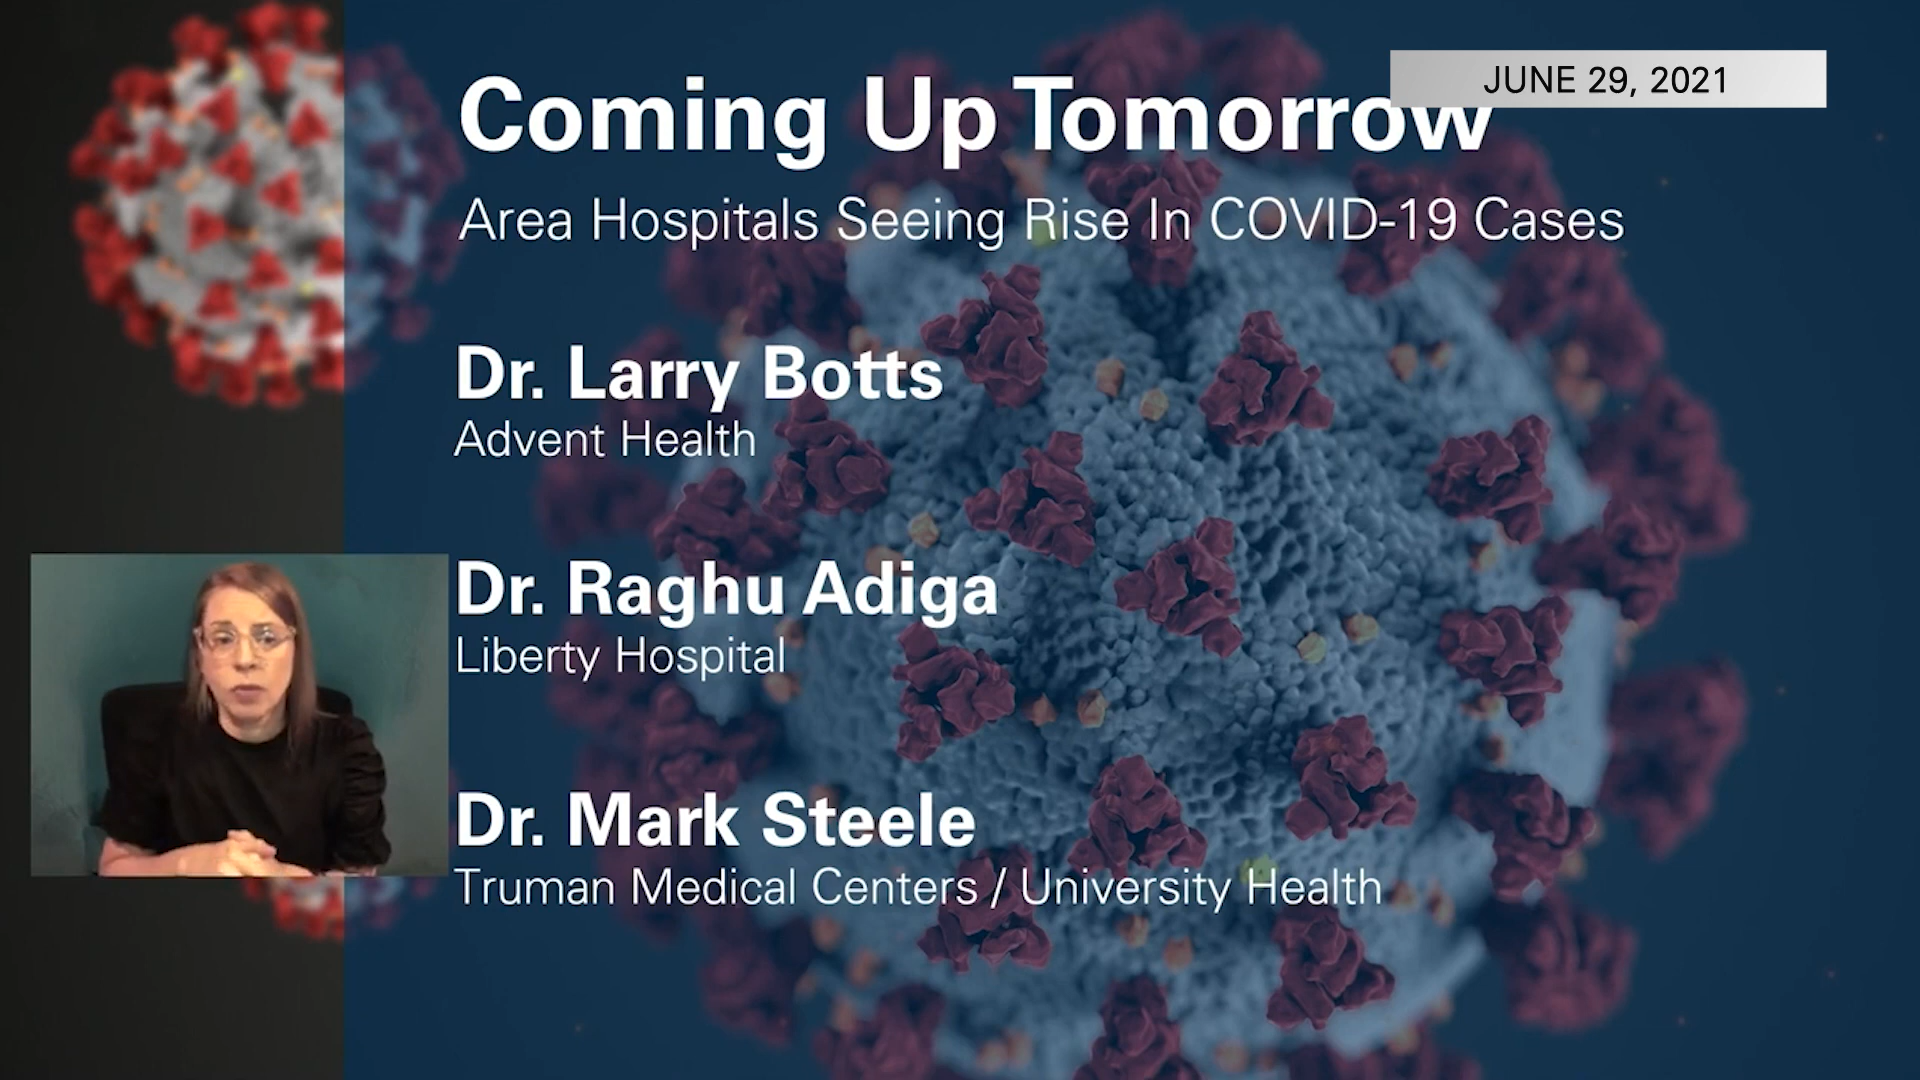 JUNE 29, 2021
Coming Up Tomorrow
Area Hospitals Seeing Rise In COVID-19 Cases
Dr. Larry Botts
Advent Health
Dr. Raghu Adiga
Liberty Hospital
Dr. Mark Steele
Truman Medical Centers / University Health